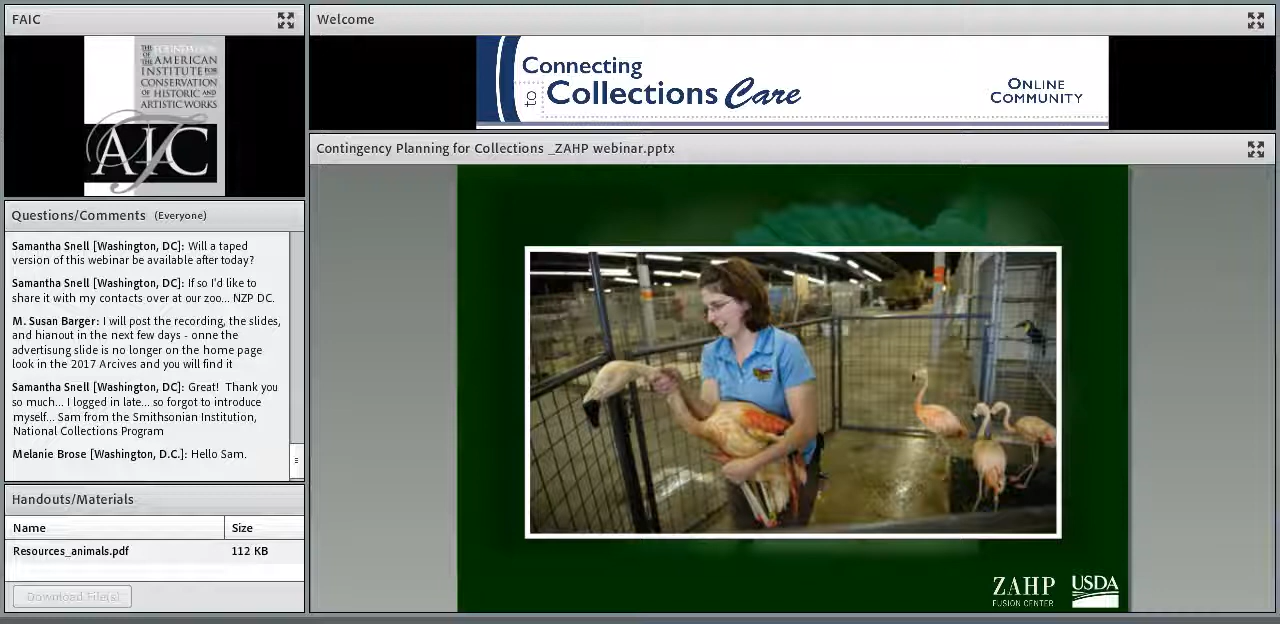 FAIC
THE FOUNDATION
OF THE AMERICAN
INSTITUTE FOR
CONSERVATION
OF HISTORIC AND
ARTISTIC WORKS
AIC
Questions/Comments (Everyone)
Samantha Snell [Washington, DC]: Will a taped
version of this webinar be available after today?
Samantha Snell [Washington, DC]: If so I'd like to
share it with my contacts over at our zoo... NZP DC.
M. Susan Barger: I will post the recording, the slides,
and hianout in the next few days - onne the
advertisung slide is no longer on the home page
look in the 2017 Arcives and you will find it
Samantha Snell [Washington, DC]: Great! Thank you
so much... I logged in late... so forgot to introduce
myself... Sam from the Smithsonian Institution,
National Collections Program
Melanie Brose [Washington, D.C.]: Hello Sam.
Handouts/Materials
Name Size
Resources_animals.pdf 112 KB
Download File(s)
Welcome
Connecting
to Collections Care
ONLINE
COMMUNITY
Contingency Planning for Collections _ZAHP webinar.pptx
ZAHP
FUSION CENTER
USDA